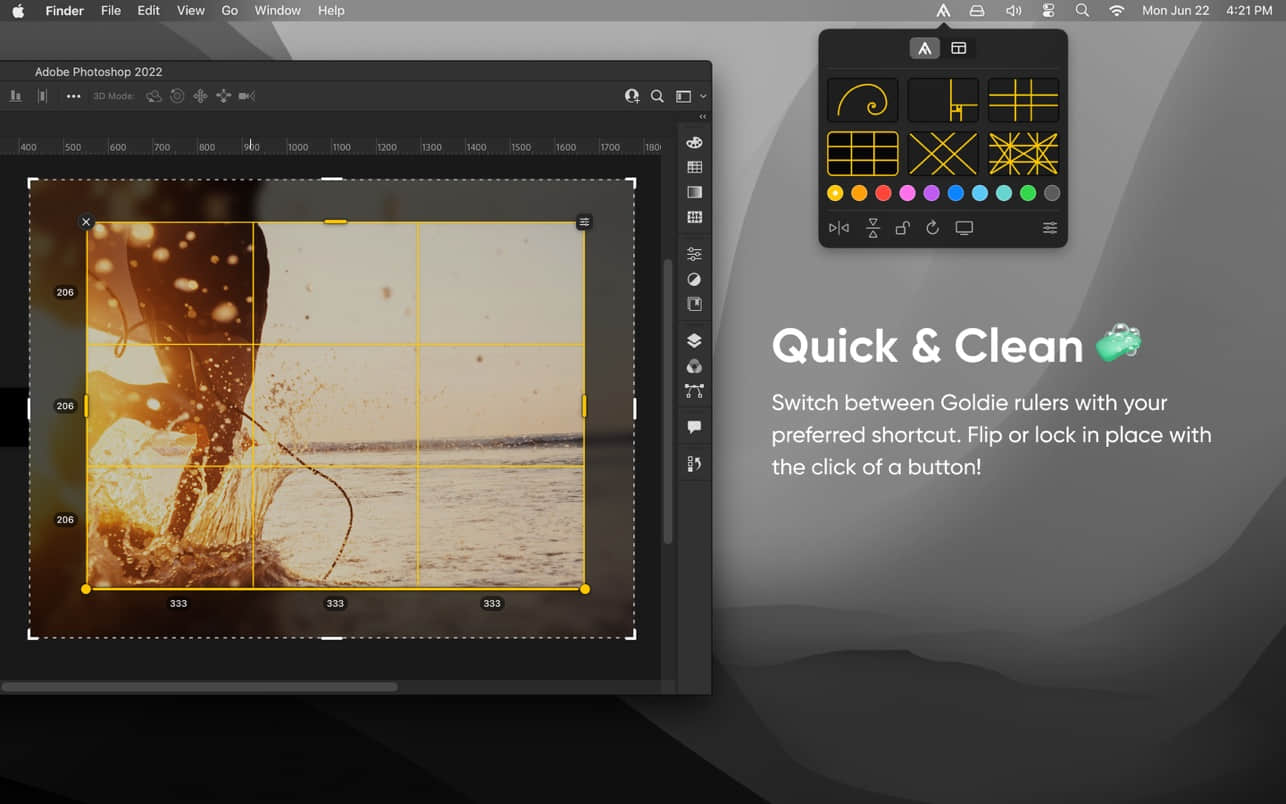 Finder File Edit View Go Window Help
Mon Jun 22 4:21 PM
Adobe Photoshop 2022
3D Mode:
400 500 600 700 800 900 1000 1100 1200 1300 1400 1500 1600 1700 180
206
206
206
333 333 333
Quick & Clean
Switch between Goldie rulers with your
preferred shortcut. Flip or lock in place with
the click of a button!